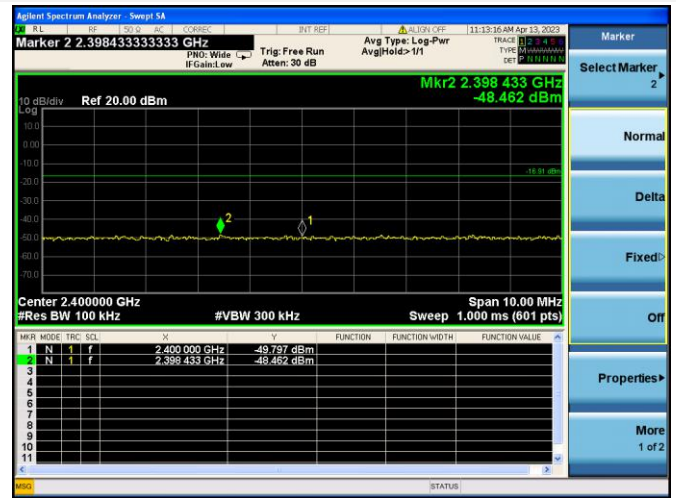 Agilent Spectrum Analyzer - Swept SA
RL RF 50 Ω AC CORREC INT REF ALIGN OFF 11:13:16 AM Apr 13, 2023
Marker 2 2.398433333333 GHz
PNO: Wide
IFGain:Low
Trig: Free Run
Atten: 30 dB
Avg Type: Log-Pwr
Avg|Hold>1/1
TRACE 1 2 3 4 5 6
TYPE
DET P N N N N N
Mkr2 2.398 433 GHz
-48.462 dBm
10 dB/div Ref 20.00 dBm
Log
10.0
0.00
-10.0
-16.91 dBm
-20.0
-30.0
-40.0
2
1
-50.0
-60.0
-70.0
Center 2.400000 GHz Span 10.00 MHz
#Res BW 100 kHz #VBW 300 kHz Sweep 1.000 ms (601 pts)
MKR MODE TRC SCL X Y FUNCTION FUNCTION WIDTH FUNCTION VALUE
1 N 1 f 2.400 000 GHz -49.797 dBm
2 N 1 f 2.398 433 GHz -48.462 dBm
3
4
5
6
7
8
9
10
11
MSG STATUS
Marker
Select Marker
2
Normal
Delta
Fixed
Off
Properties
More
1 of 2